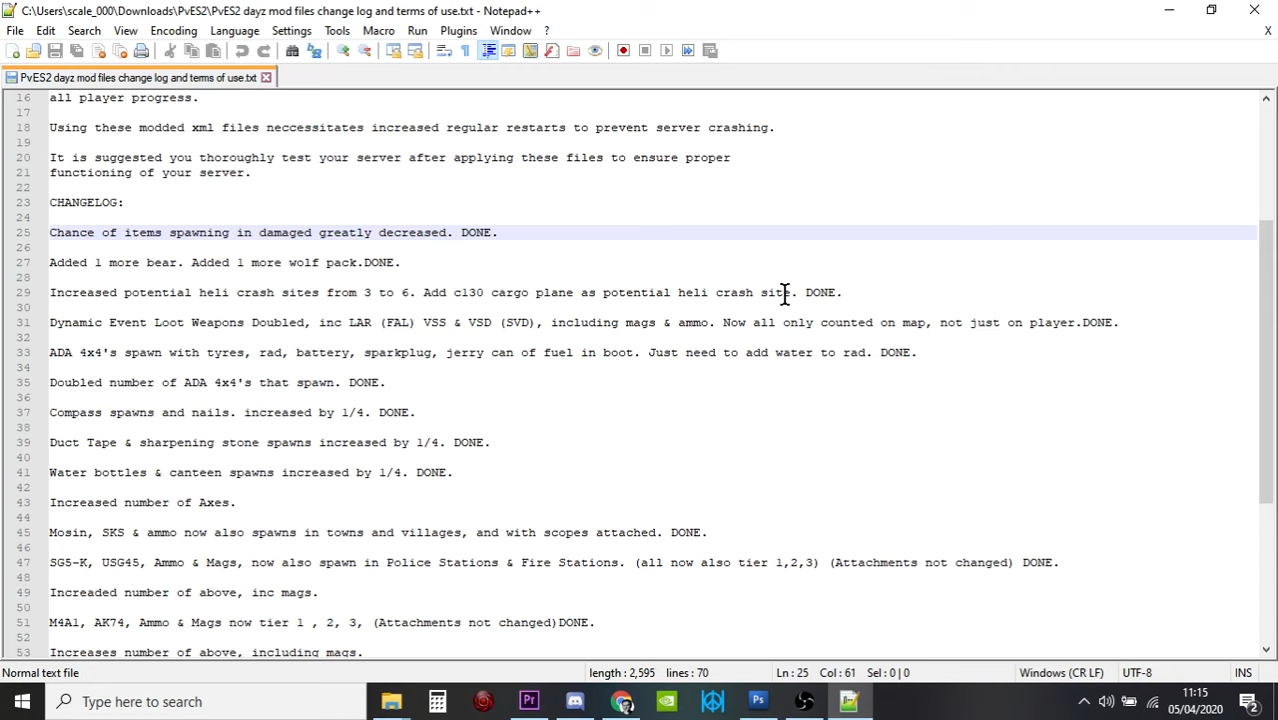 C:\Users\scale_000\Downloads\PvES2\PvES2 dayz mod files change log and terms of use.txt - Notepad++
File Edit Search View Encoding Language Settings Tools Macro Run Plugins Window ? X
PvES2 dayz mod files change log and terms of use.txt
16 all player progress.
17
18 Using these modded xml files neccessitates increased regular restarts to prevent server crashing.
19
20 It is suggested you thoroughly test your server after applying these files to ensure proper
21 functioning of your server.
22
23 CHANGELOG:
24
25 Chance of items spawning in damaged greatly decreased. DONE.
26
27 Added 1 more bear. Added 1 more wolf pack.DONE.
28
29 Increased potential heli crash sites from 3 to 6. Add c130 cargo plane as potential heli crash site. DONE.
30
31 Dynamic Event Loot Weapons Doubled, inc LAR (FAL) VSS & VSD (SVD), including mags & ammo. Now all only counted on map, not just on player.DONE.
32
33 ADA 4x4's spawn with tyres, rad, battery, sparkplug, jerry can of fuel in boot. Just need to add water to rad. DONE.
34
35 Doubled number of ADA 4x4's that spawn. DONE.
36
37 Compass spawns and nails. increased by 1/4. DONE.
38
39 Duct Tape & sharpening stone spawns increased by 1/4. DONE.
40
41 Water bottles & canteen spawns increased by 1/4. DONE.
42
43 Increased number of Axes.
44
45 Mosin, SKS & ammo now also spawns in towns and villages, and with scopes attached. DONE.
46
47 SG5-K, USG45, Ammo & Mags, now also spawn in Police Stations & Fire Stations. (all now also tier 1,2,3) (Attachments not changed) DONE.
48
49 Increaded number of above, inc mags.
50
51 M4A1, AK74, Ammo & Mags now tier 1 , 2, 3, (Attachments not changed)DONE.
52
53 Increases number of above, including mags.
Normal text file length : 2,595 lines : 70 Ln : 25 Col : 61 Sel : 0 | 0 Windows (CR LF) UTF-8 INS
Type here to search
Pr
Ps
11:15
05/04/2020
2